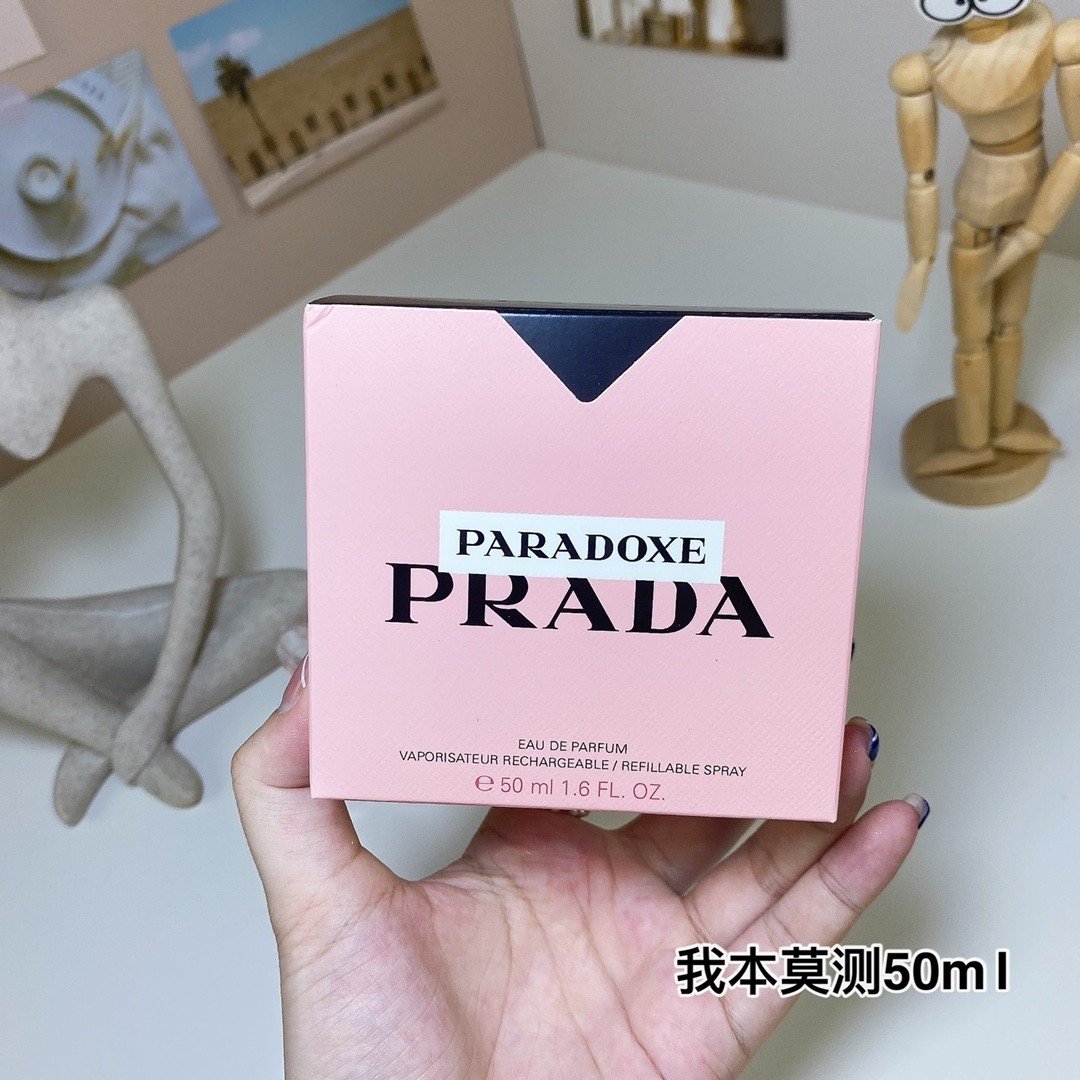 PARADOXE
PRADA
EAU DE PARFUM
VAPORISATEUR RECHARGEABLE / REFILLABLE SPRAY
℮ 50 ml 1.6 FL. OZ.
我本莫测50ml